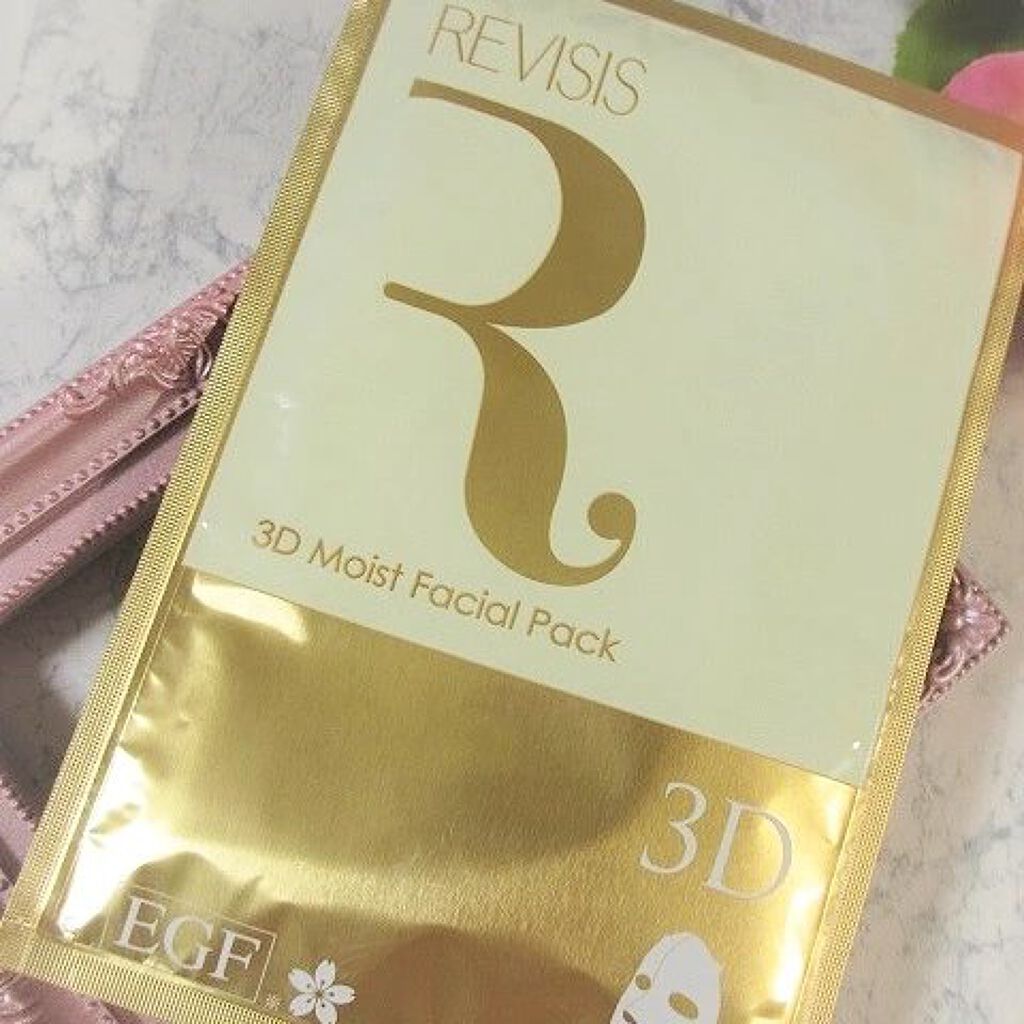 REVISIS
R
3D Moist Facial Pack
3D
EGF
※